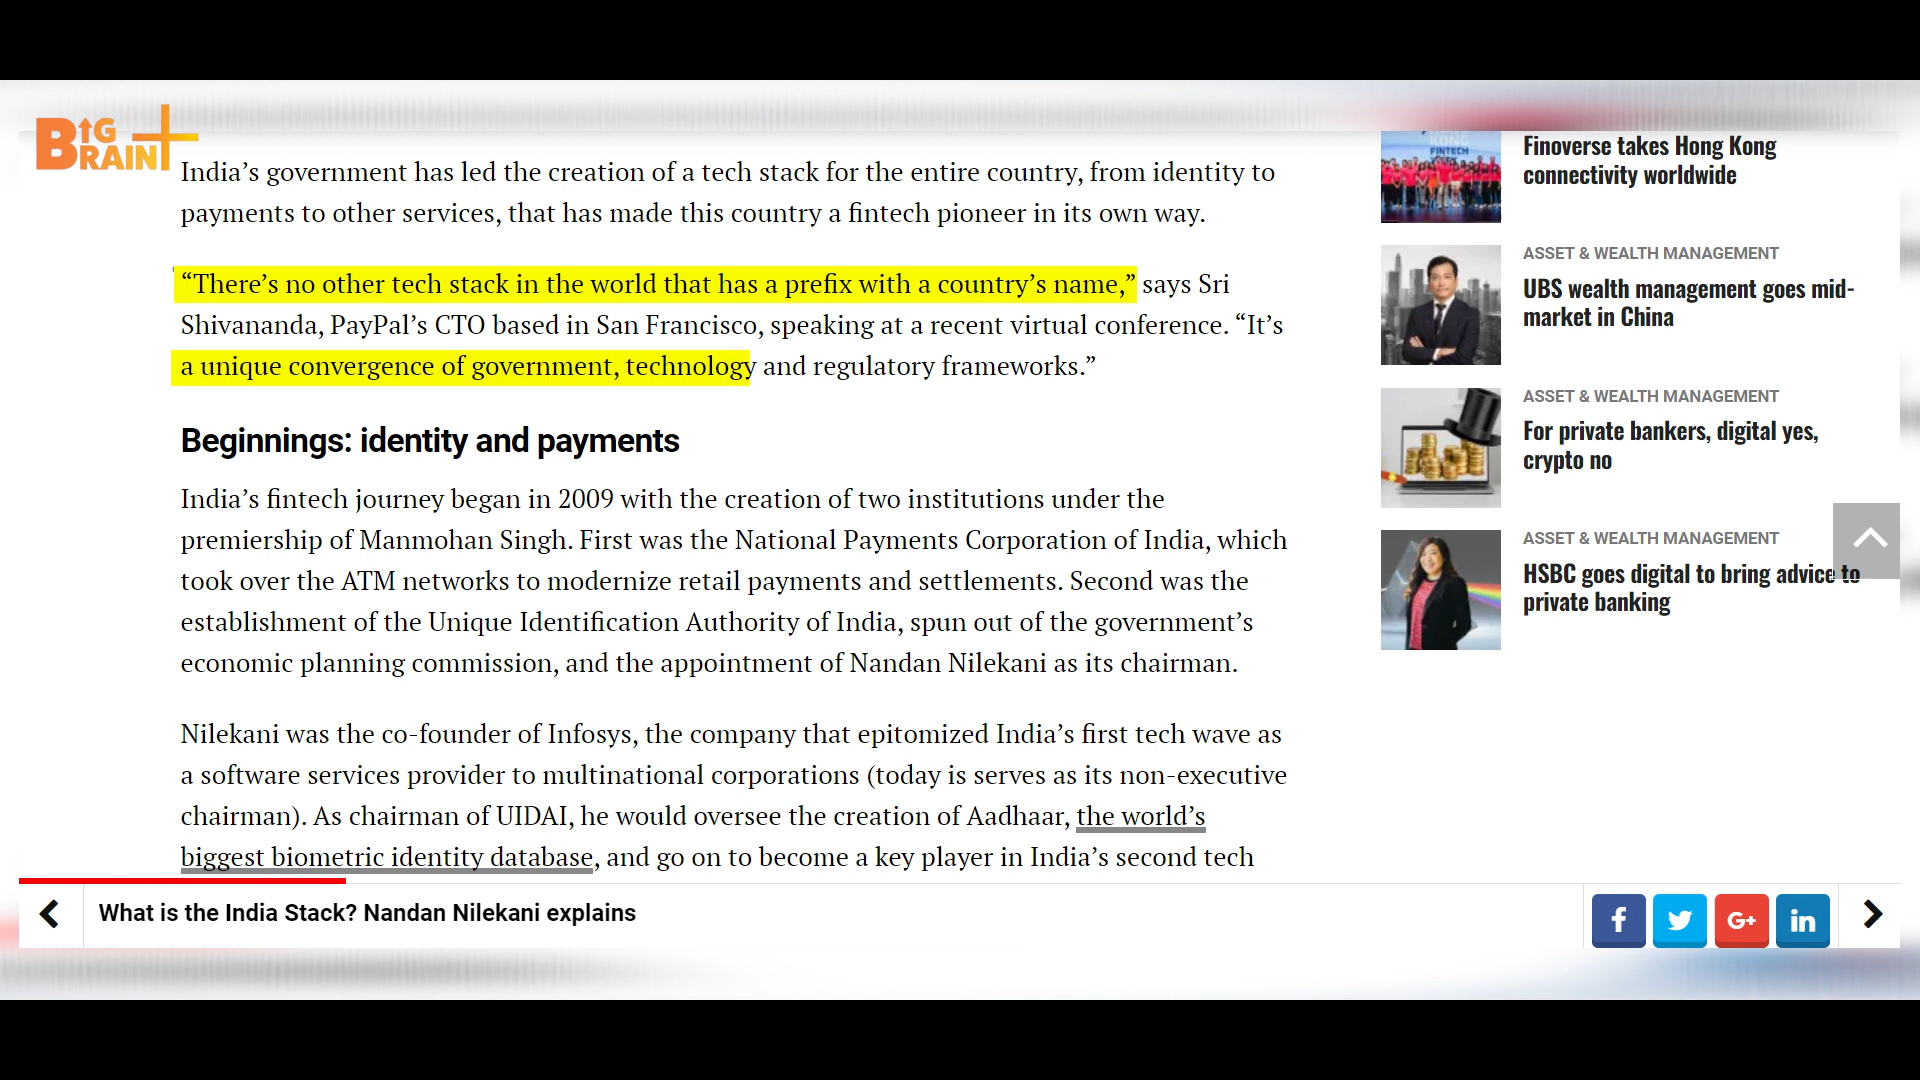 BIG
BRAIN+
India’s government has led the creation of a tech stack for the entire country, from identity to
payments to other services, that has made this country a fintech pioneer in its own way.
“There’s no other tech stack in the world that has a prefix with a country’s name,” says Sri
Shivananda, PayPal’s CTO based in San Francisco, speaking at a recent virtual conference. “It’s
a unique convergence of government, technology and regulatory frameworks.”
Beginnings: identity and payments
India’s fintech journey began in 2009 with the creation of two institutions under the
premiership of Manmohan Singh. First was the National Payments Corporation of India, which
took over the ATM networks to modernize retail payments and settlements. Second was the
establishment of the Unique Identification Authority of India, spun out of the government’s
economic planning commission, and the appointment of Nandan Nilekani as its chairman.
Nilekani was the co-founder of Infosys, the company that epitomized India’s first tech wave as
a software services provider to multinational corporations (today is serves as its non-executive
chairman). As chairman of UIDAI, he would oversee the creation of Aadhaar, the world’s
biggest biometric identity database, and go on to become a key player in India’s second tech
FINTECH
Finoverse takes Hong Kong
connectivity worldwide
ASSET & WEALTH MANAGEMENT
UBS wealth management goes mid-
market in China
ASSET & WEALTH MANAGEMENT
For private bankers, digital yes,
crypto no
ASSET & WEALTH MANAGEMENT
HSBC goes digital to bring advice to
private banking
What is the India Stack? Nandan Nilekani explains
f
G+
in